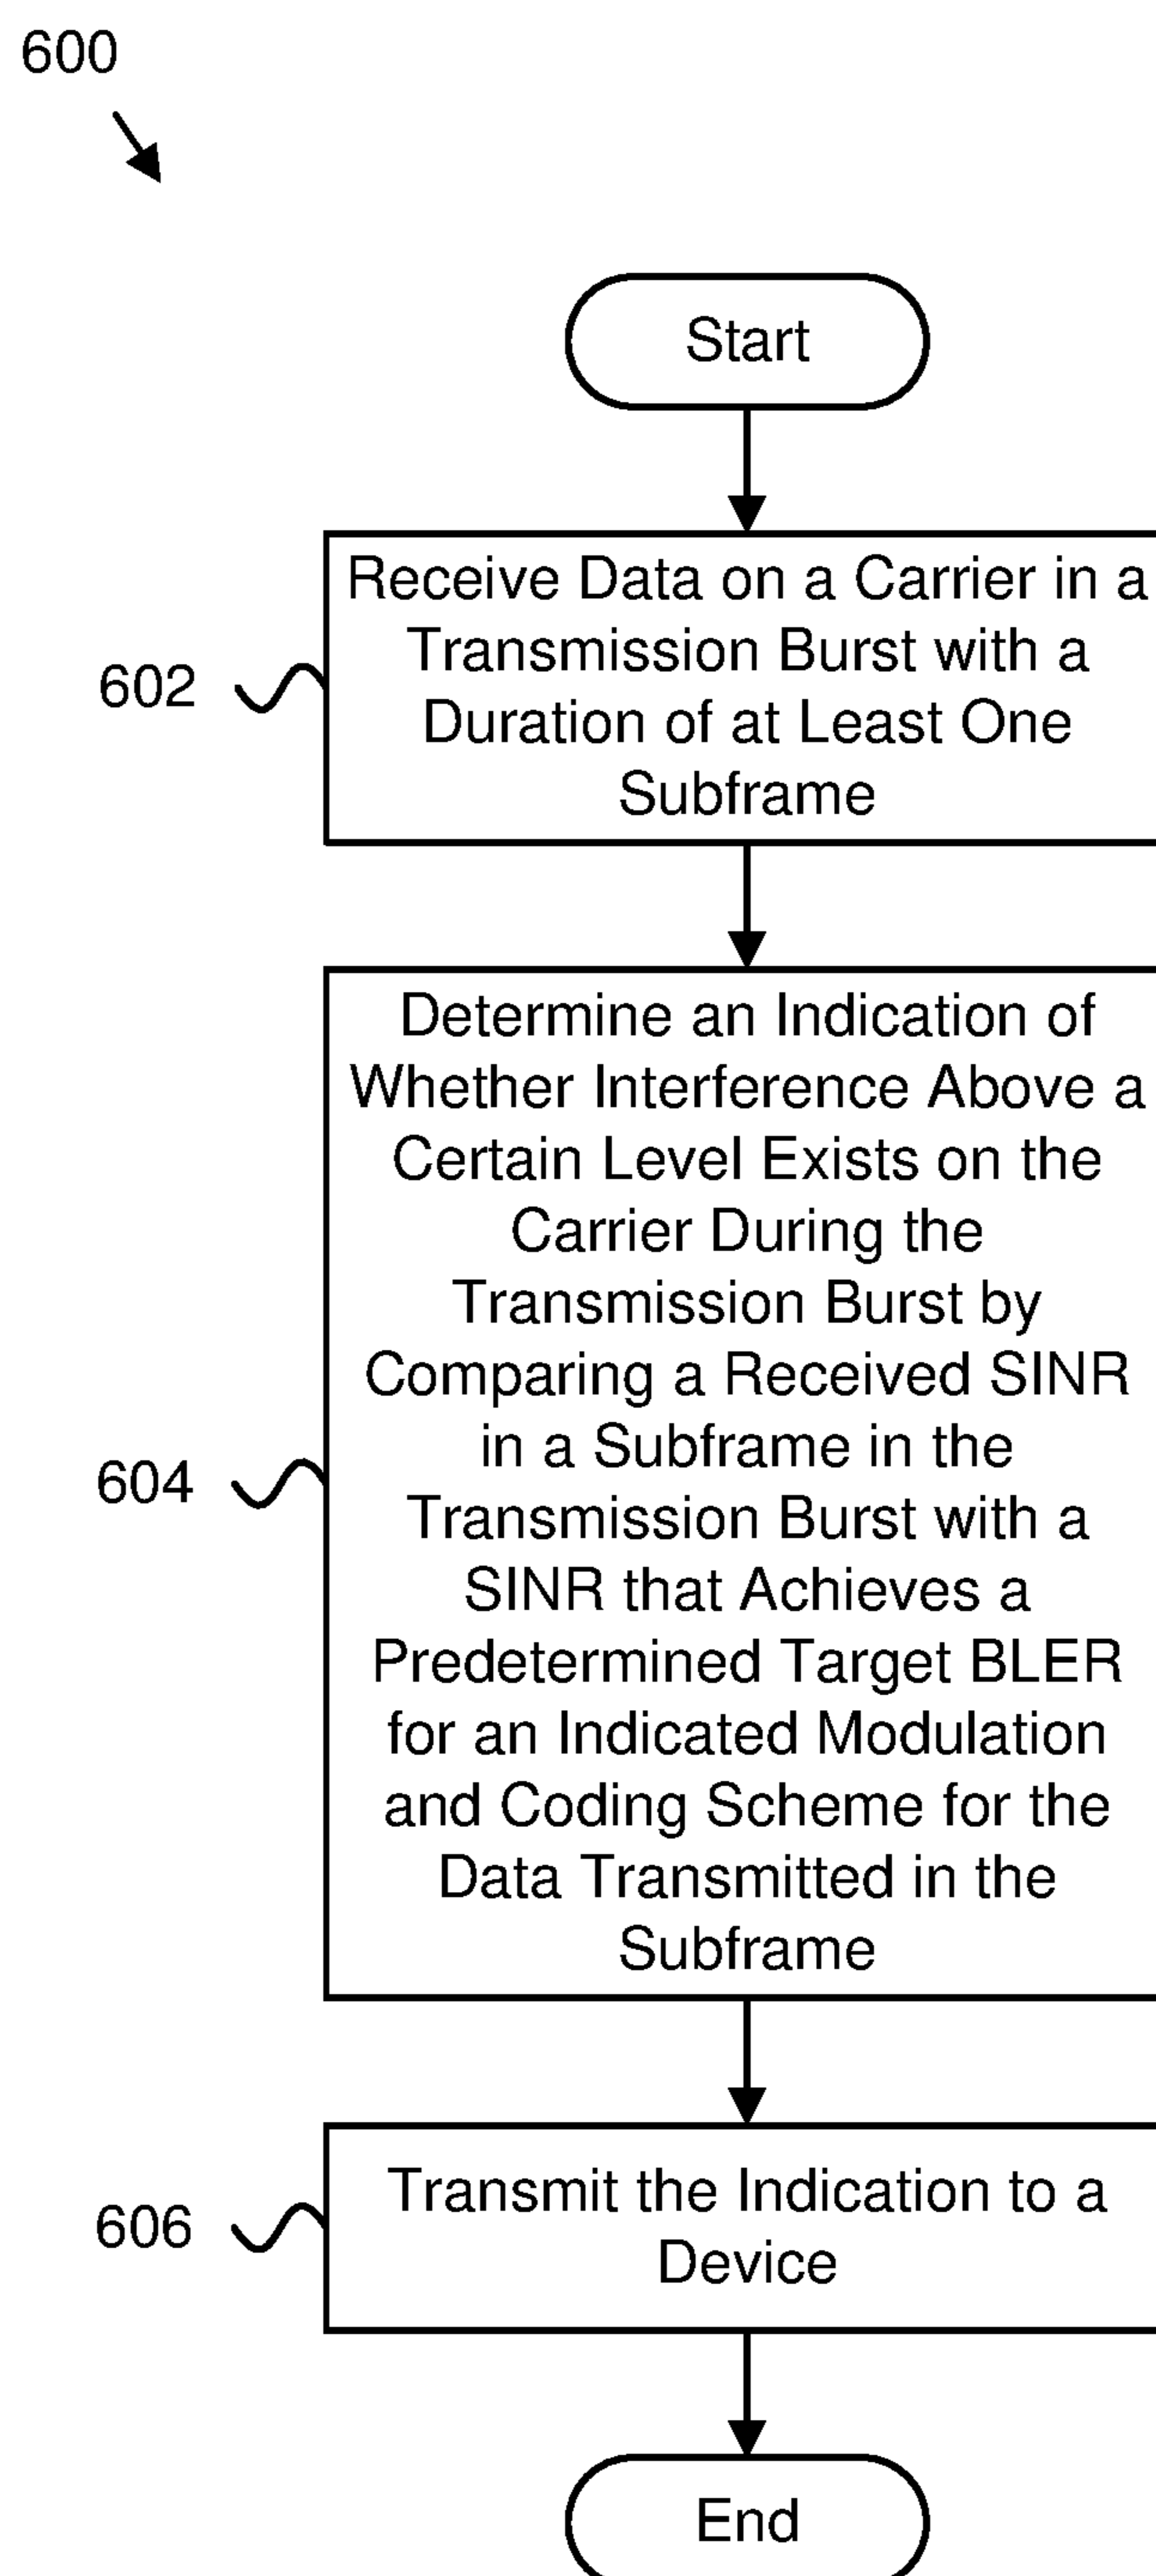 600
Start
602
Receive Data on a Carrier in a
Transmission Burst with a
Duration of at Least One
Subframe
604
Determine an Indication of
Whether Interference Above a
Certain Level Exists on the
Carrier During the
Transmission Burst by
Comparing a Received SINR
in a Subframe in the
Transmission Burst with a
SINR that Achieves a
Predetermined Target BLER
for an Indicated Modulation
and Coding Scheme for the
Data Transmitted in the
Subframe
606
Transmit the Indication to a
Device
End